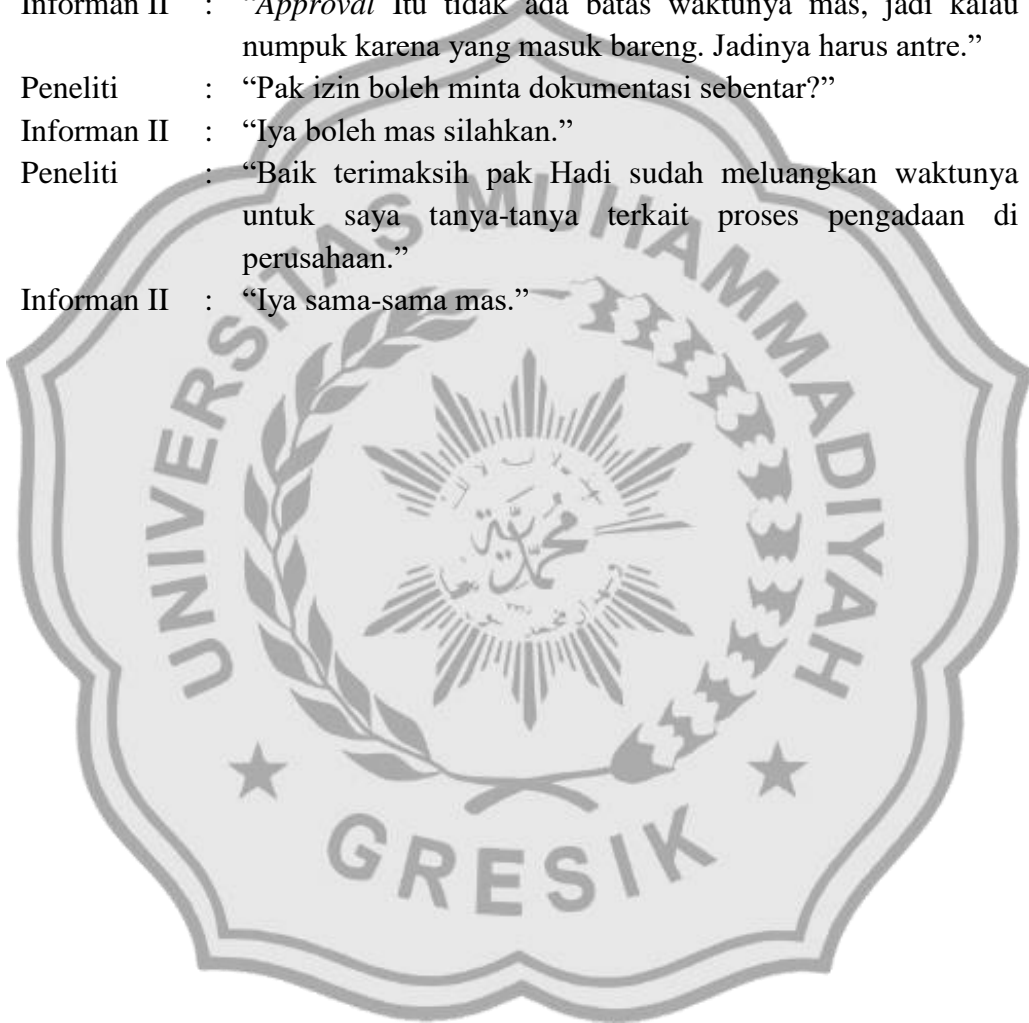 Informan II : “Approval Itu tidak ada batas waktunya mas, jadi kalau
numpuk karena yang masuk bareng. Jadinya harus antre.”
Peneliti : “Pak izin boleh minta dokumentasi sebentar?”
Informan II : “Iya boleh mas silahkan.”
Peneliti : “Baik terimaksih pak Hadi sudah meluangkan waktunya
untuk saya tanya-tanya terkait proses pengadaan di
perusahaan.”
Informan II : “Iya sama-sama mas.”
UNIVERSITAS MUHAMMADIYAH
GRESIK